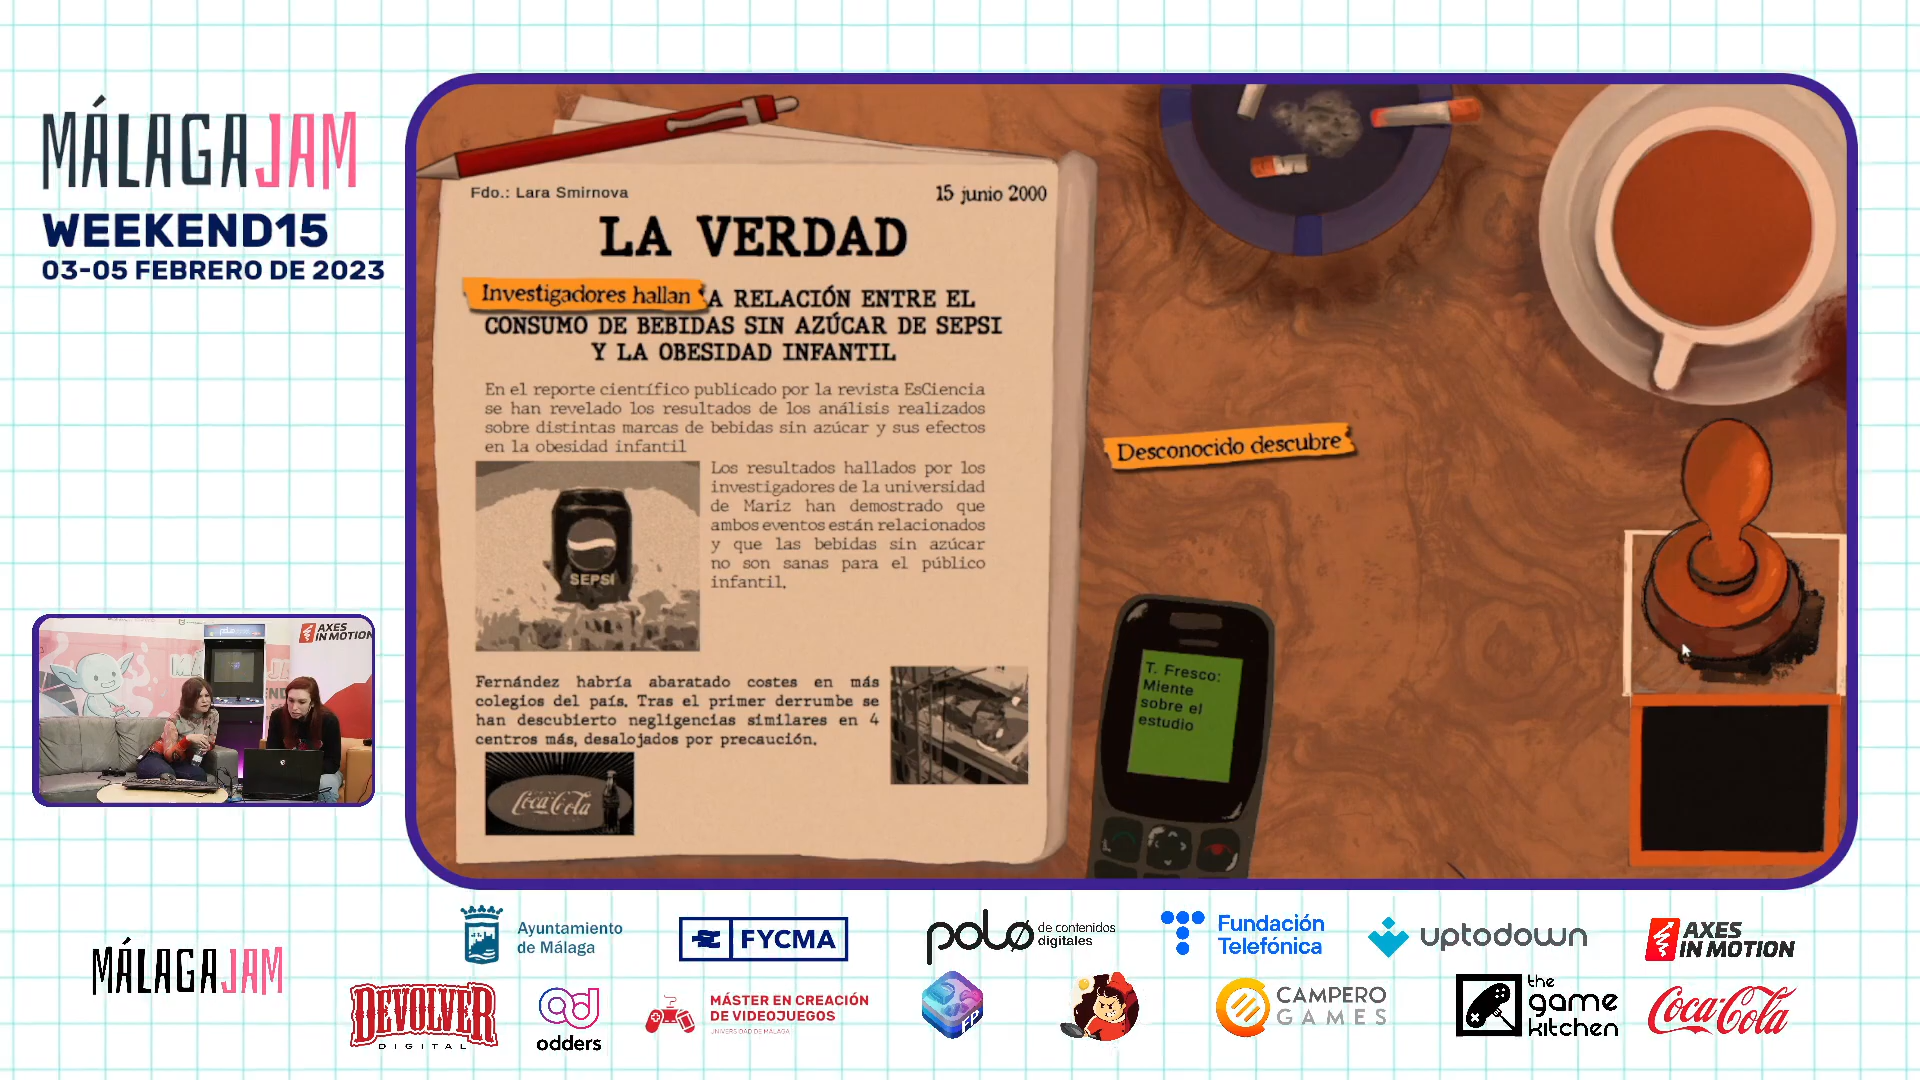 MÁLAGAJAM
WEEKEND15
03-05 FEBRERO DE 2023
Fdo.: Lara Smirnova
15 junio 2000
LA VERDAD
Investigadores hallan
A RELACIÓN ENTRE EL
CONSUMO DE BEBIDAS SIN AZÚCAR DE SEPSI
Y LA OBESIDAD INFANTIL
En el reporte científico publicado por la revista EsCiencia
se han revelado los resultados de los análisis realizados
sobre distintas marcas de bebidas sin azúcar y sus efectos
en la obesidad infantil
SEPSI
Los resultados hallados por los
investigadores de la universidad
de Mariz han demostrado que
ambos eventos están relacionados
y que las bebidas sin azúcar
no son sanas para el público
infantil.
Fernández habría abaratado costes en más
colegios del país. Tras el primer derrumbe se
han descubierto negligencias similares en 4
centros más, desalojados por precaución.
Coca-Cola
Desconocido descubre
T. Fresco:
Miente
sobre el
estudio
polo
AXES
IN MOTION
MÁLAGAJAM
Ayuntamiento
de Málaga
FYCMA
polo
de contenidos
digitales
Fundación
Telefónica
uptodown
AXES
IN MOTION
DEVOLVER
DIGITAL
odders
MÁSTER EN CREACIÓN
DE VIDEOJUEGOS
UNIVERSIDAD DE MÁLAGA
FP
CAMPERO
GAMES
the
game
kitchen
Coca-Cola